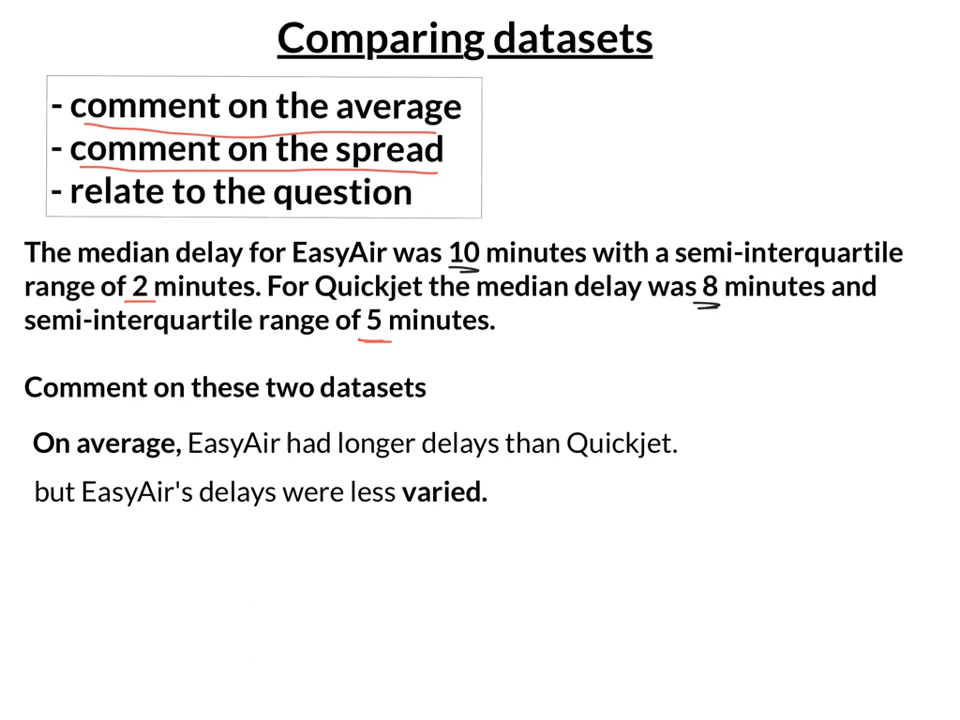 Comparing datasets
- comment on the average
- comment on the spread
- relate to the question
The median delay for EasyAir was 10 minutes with a semi-interquartile
range of 2 minutes. For Quickjet the median delay was 8 minutes and
semi-interquartile range of 5 minutes.
Comment on these two datasets
On average, EasyAir had longer delays than Quickjet.
but EasyAir's delays were less varied.